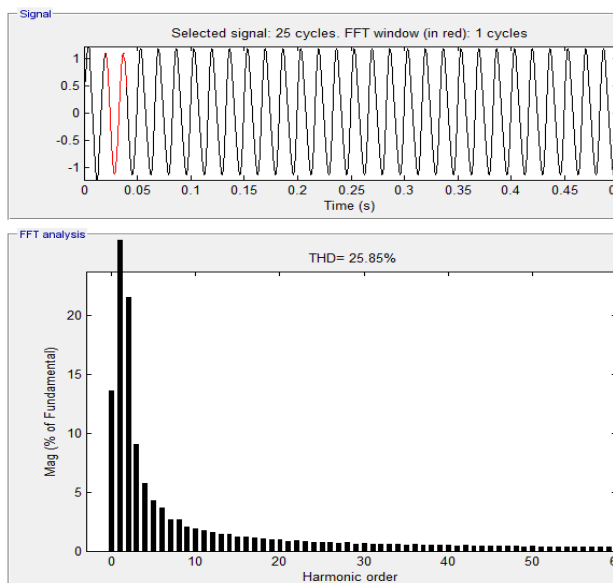 Signal
Selected signal: 25 cycles. FFT window (in red): 1 cycles
1
0.5
0
-0.5
-1
0 0.05 0.1 0.15 0.2 0.25 0.3 0.35 0.4 0.45
Time (s)
FFT analysis
THD= 25.85%
Mag (% of Fundamental)
20
15
10
5
0
0 10 20 30 40 50
Harmonic order